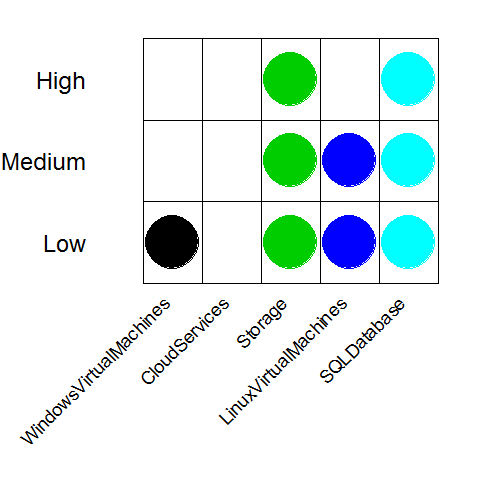 High
Medium
Low
WindowsVirtualMachines
CloudServices
Storage
LinuxVirtualMachines
SQLDatabase